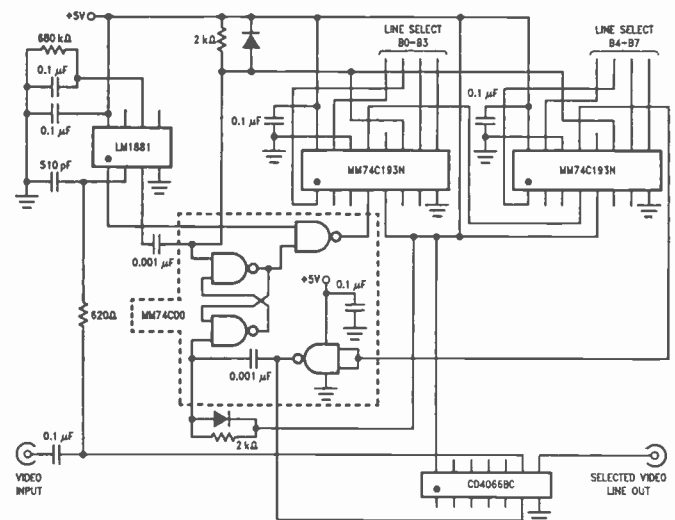 +5V
680 kΩ
0.1 µF
0.1 µF
510 pF
LM1881
2 kΩ
LINE SELECT
B0-B3
LINE SELECT
B4-B7
0.1 µF
MM74C193N
0.1 µF
MM74C193N
0.001 µF
MM74C00
+5V
0.1 µF
620Ω
0.001 µF
2 kΩ
0.1 µF
VIDEO
INPUT
CD4066BC
SELECTED VIDEO
LINE OUT